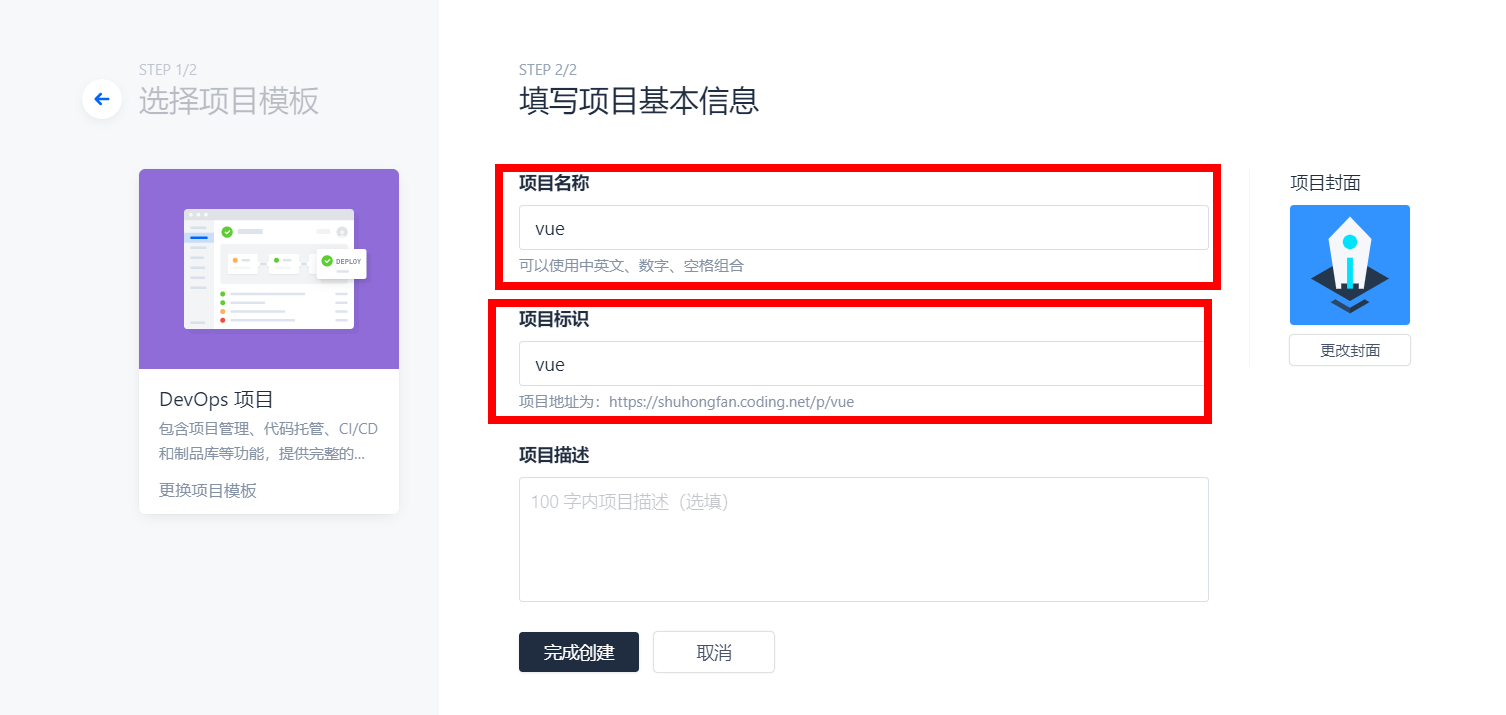 STEP 1/2
选择项目模板
DEPLOY
DevOps 项目
包含项目管理、代码托管、CI/CD
和制品库等功能，提供完整的...
更换项目模板
STEP 2/2
填写项目基本信息
项目名称
vue
可以使用中英文、数字、空格组合
项目标识
vue
项目地址为：https://shuhongfan.coding.net/p/vue
项目描述
100 字内项目描述（选填）
完成创建
取消
项目封面
更改封面